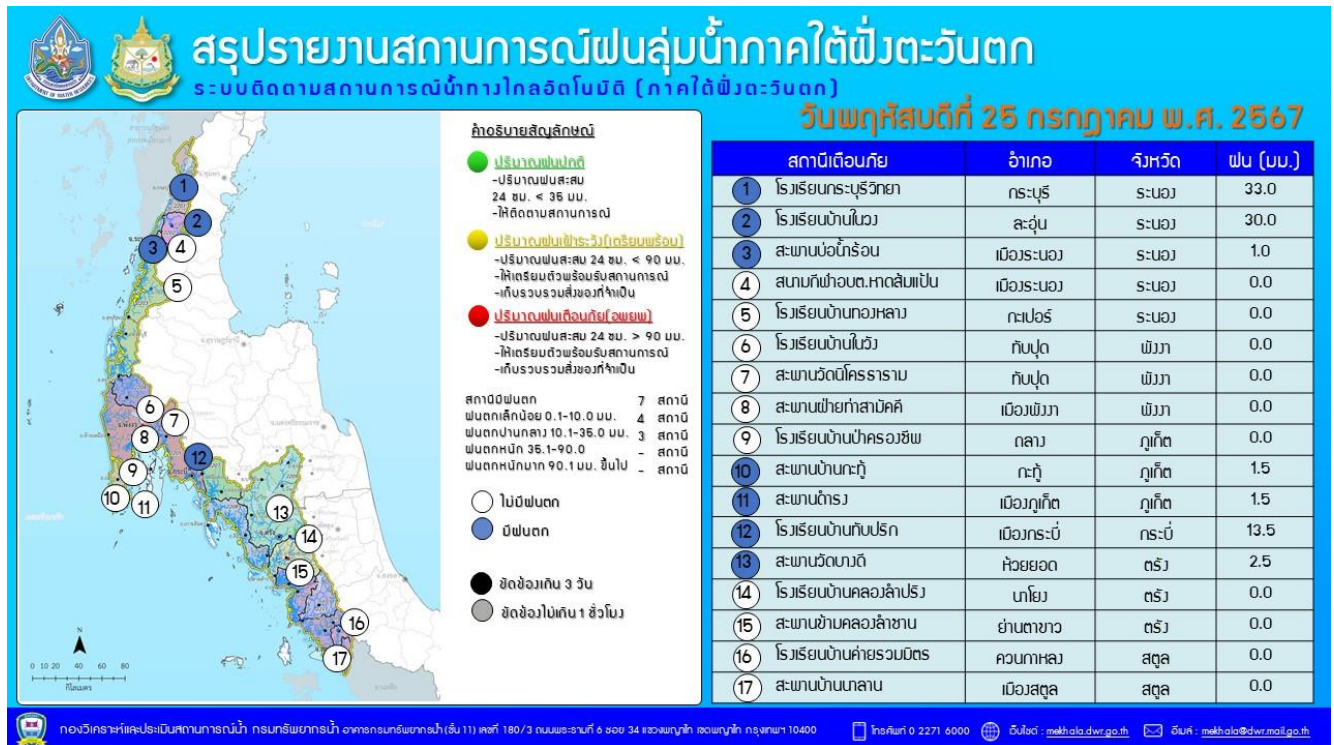 สรุปรายงานสถานการณ์ฝนลุ่มน้ำภาคใต้ฝั่งตะวันตก
ระบบติดตามสถานการณ์น้ำทางไกลอัตโนมัติ (ภาคใต้ฝั่งตะวันตก)
วันพฤหัสบดีที่ 25 กรกฎาคม พ.ศ. 2567
คำอธิบายสัญลักษณ์
ปริมาณฝนปกติ
-ปริมาณฝนสะสม
24 ชม. < 35 มม.
-ให้ติดตามสถานการณ์
ปริมาณฝนเฝ้าระวัง(เตรียมพร้อม)
-ปริมาณฝนสะสม 24 ชม. < 90 มม.
-ให้เตรียมตัวพร้อมรับสถานการณ์
-เก็บรวบรวมสิ่งของที่จำเป็น
ปริมาณฝนเตือนภัย(อพยพ)
-ปริมาณฝนสะสม 24 ชม. > 90 มม.
-ให้เตรียมตัวพร้อมรับสถานการณ์
-เก็บรวบรวมสิ่งของที่จำเป็น
สถานีมีฝนตก 7 สถานี
ฝนตกเล็กน้อย 0.1-10.0 มม. 4 สถานี
ฝนตกปานกลาง 10.1-35.0 มม. 3 สถานี
ฝนตกหนัก 35.1-90.0 - สถานี
ฝนตกหนักมาก 90.1 มม. ขึ้นไป - สถานี
ไม่มีฝนตก
มีฝนตก
ขัดข้องเกิน 3 วัน
ขัดข้องไม่เกิน 1 ชั่วโมง
1
2
3 4
5
6
7
8
12
9
10 11
13
14
15
16
17
N
0 10 20 40 60 80
กิโลเมตร
สถานีเตือนภัย อำเภอ จังหวัด ฝน (มม.)
1 โรงเรียนกระบุรีวิทยา กระบุรี ระนอง 33.0
2 โรงเรียนบ้านในวง ละอุ่น ระนอง 30.0
3 สะพานบ่อน้ำร้อน เมืองระนอง ระนอง 1.0
4 สนามกีฬาอบต.หาดส้มแป้น เมืองระนอง ระนอง 0.0
5 โรงเรียนบ้านทองหลาง กะเปอร์ ระนอง 0.0
6 โรงเรียนบ้านในวัง ทับปุด พังงา 0.0
7 สะพานวัดนิโครธาราม ทับปุด พังงา 0.0
8 สะพานฝ่ายท่าสามัคคี เมืองพังงา พังงา 0.0
9 โรงเรียนบ้านป่าครองชีพ ถลาง ภูเก็ต 0.0
10 สะพานบ้านกะทู้ กะทู้ ภูเก็ต 1.5
11 สะพานดำรง เมืองภูเก็ต ภูเก็ต 1.5
12 โรงเรียนบ้านทับปริก เมืองกระบี่ กระบี่ 13.5
13 สะพานวัดบางดี ห้วยยอด ตรัง 2.5
14 โรงเรียนบ้านคลองลำปริง นาโยง ตรัง 0.0
15 สะพานข้ามคลองลำชาน ย่านตาขาว ตรัง 0.0
16 โรงเรียนบ้านค่ายรวมมิตร ควนกาหลง สตูล 0.0
17 สะพานบ้านนาลาน เมืองสตูล สตูล 0.0
กองวิเคราะห์และประเมินสถานการณ์น้ำ กรมทรัพยากรน้ำ อาคารกรมทรัพยากรน้ำ (ชั้น 11) เลขที่ 180/3 ถนนพระรามที่ 6 ซอย 34 แขวงพญาไท เขตพญาไท กรุงเทพฯ 10400 โทรศัพท์ 0 2271 6000 เว็บไซต์ : mekhala.dwr.go.th อีเมล์ : mekhala@dwr.mail.go.th